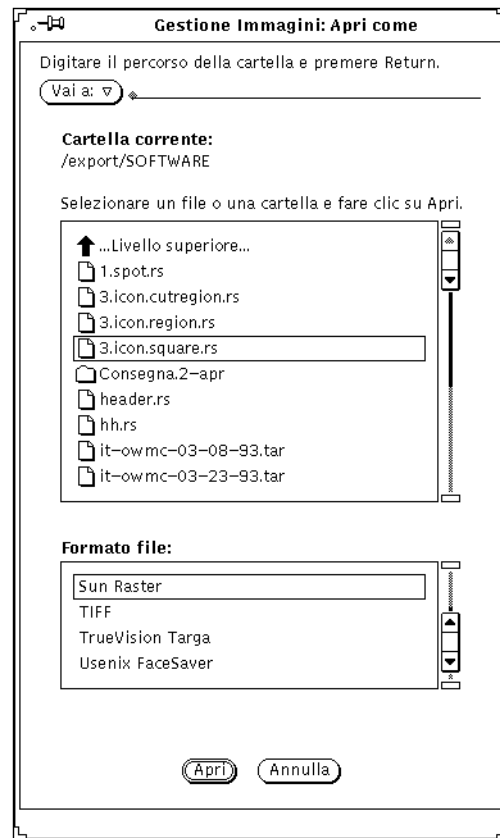 Gestione Immagini: Apri come
Digitare il percorso della cartella e premere Return.
Vai a:
Cartella corrente:
/export/SOFTWARE
Selezionare un file o una cartella e fare clic su Apri.
...Livello superiore...
1.spot.rs
3.icon.cutregion.rs
3.icon.region.rs
3.icon.square.rs
Consegna.2-apr
header.rs
hh.rs
it-owmc-03-08-93.tar
it-owmc-03-23-93.tar
Formato file:
Sun Raster
TIFF
TrueVision Targa
Usenix FaceSaver
Apri Annulla